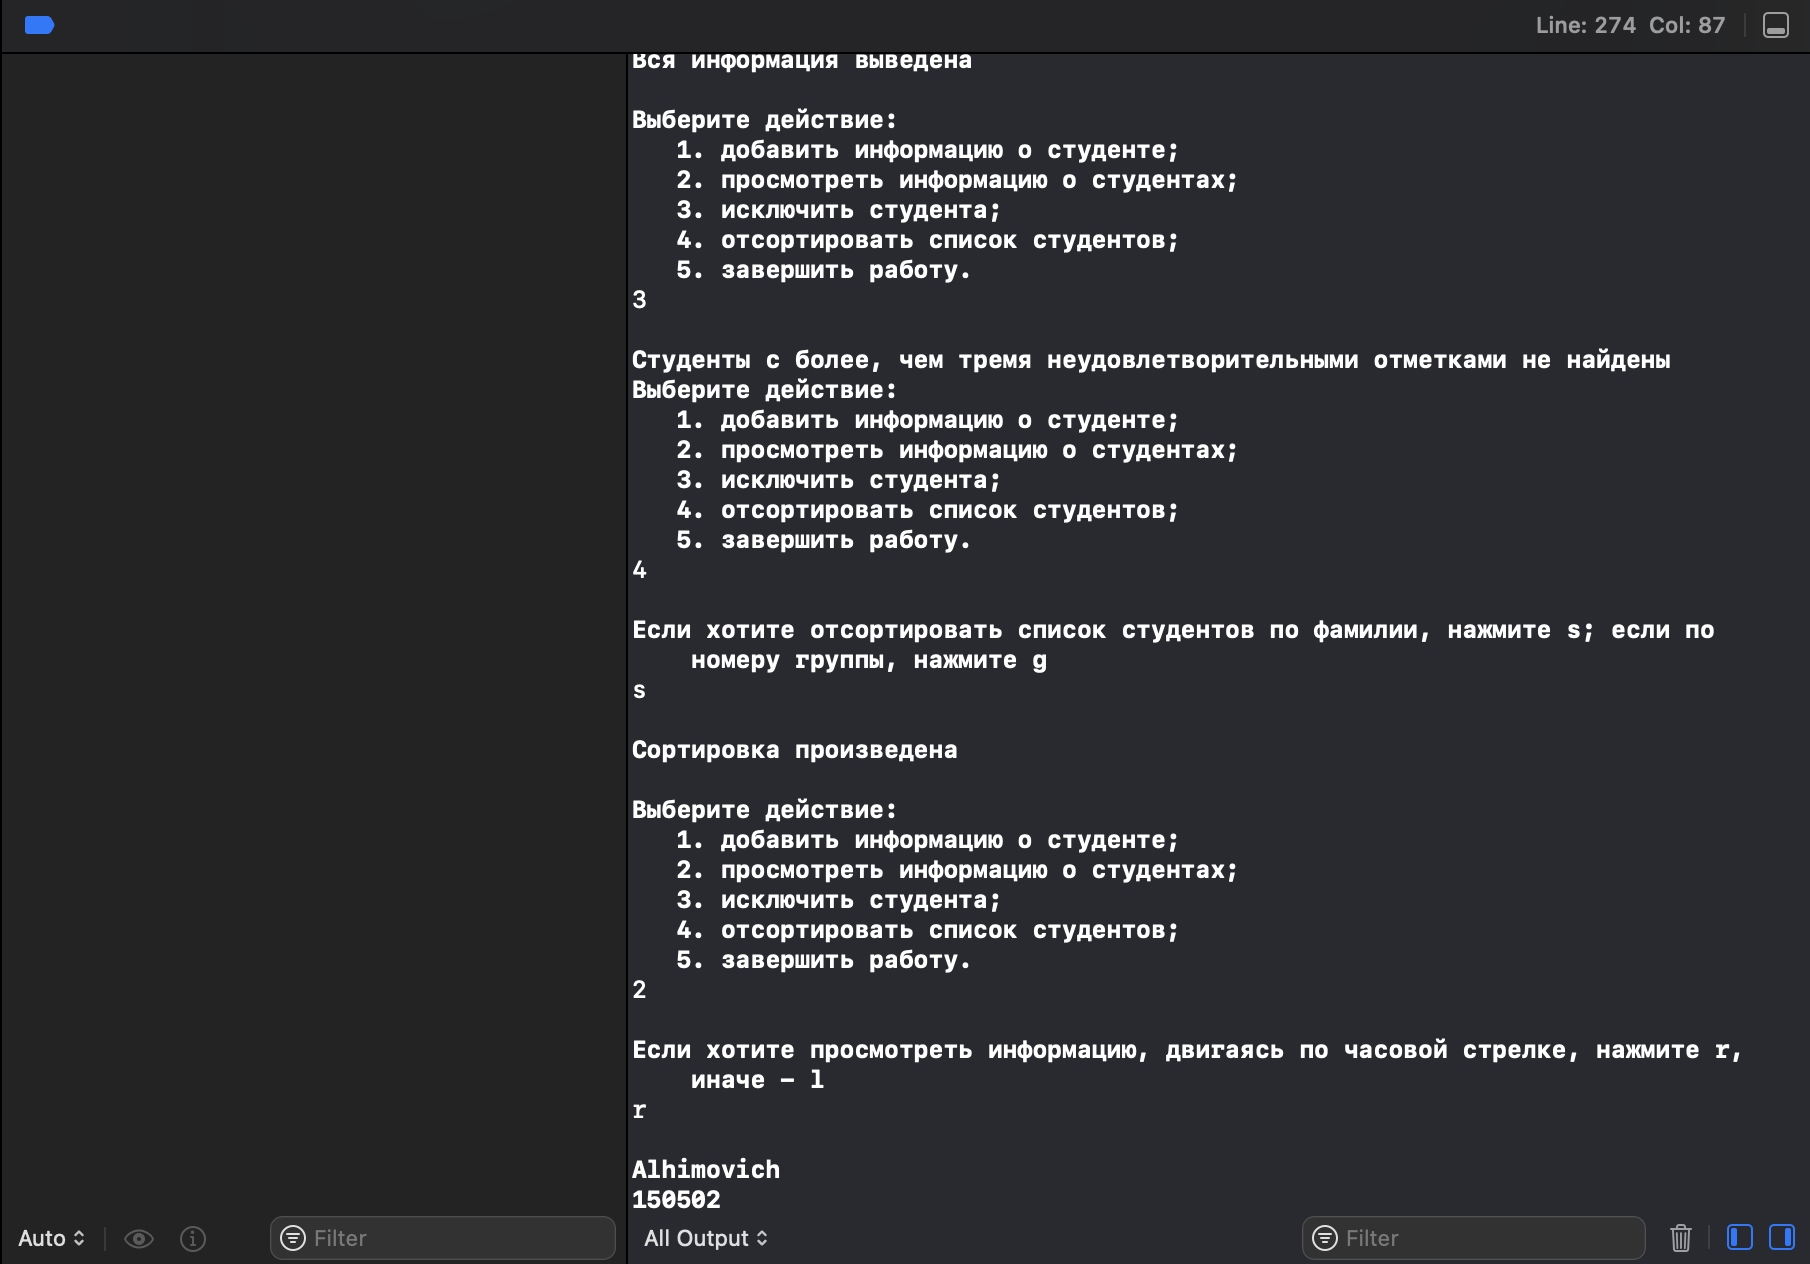 Line: 274 Col: 87
Вся информация выведена
Выберите действие:
1. добавить информацию о студенте;
2. просмотреть информацию о студентах;
3. исключить студента;
4. отсортировать список студентов;
5. завершить работу.
3
Студенты с более, чем тремя неудовлетворительными отметками не найдены
Выберите действие:
1. добавить информацию о студенте;
2. просмотреть информацию о студентах;
3. исключить студента;
4. отсортировать список студентов;
5. завершить работу.
4
Если хотите отсортировать список студентов по фамилии, нажмите s; если по
номеру группы, нажмите g
s
Сортировка произведена
Выберите действие:
1. добавить информацию о студенте;
2. просмотреть информацию о студентах;
3. исключить студента;
4. отсортировать список студентов;
5. завершить работу.
2
Если хотите просмотреть информацию, двигаясь по часовой стрелке, нажмите r,
иначе - l
r
Alhimovich
150502
Auto
Filter
All Output
Filter